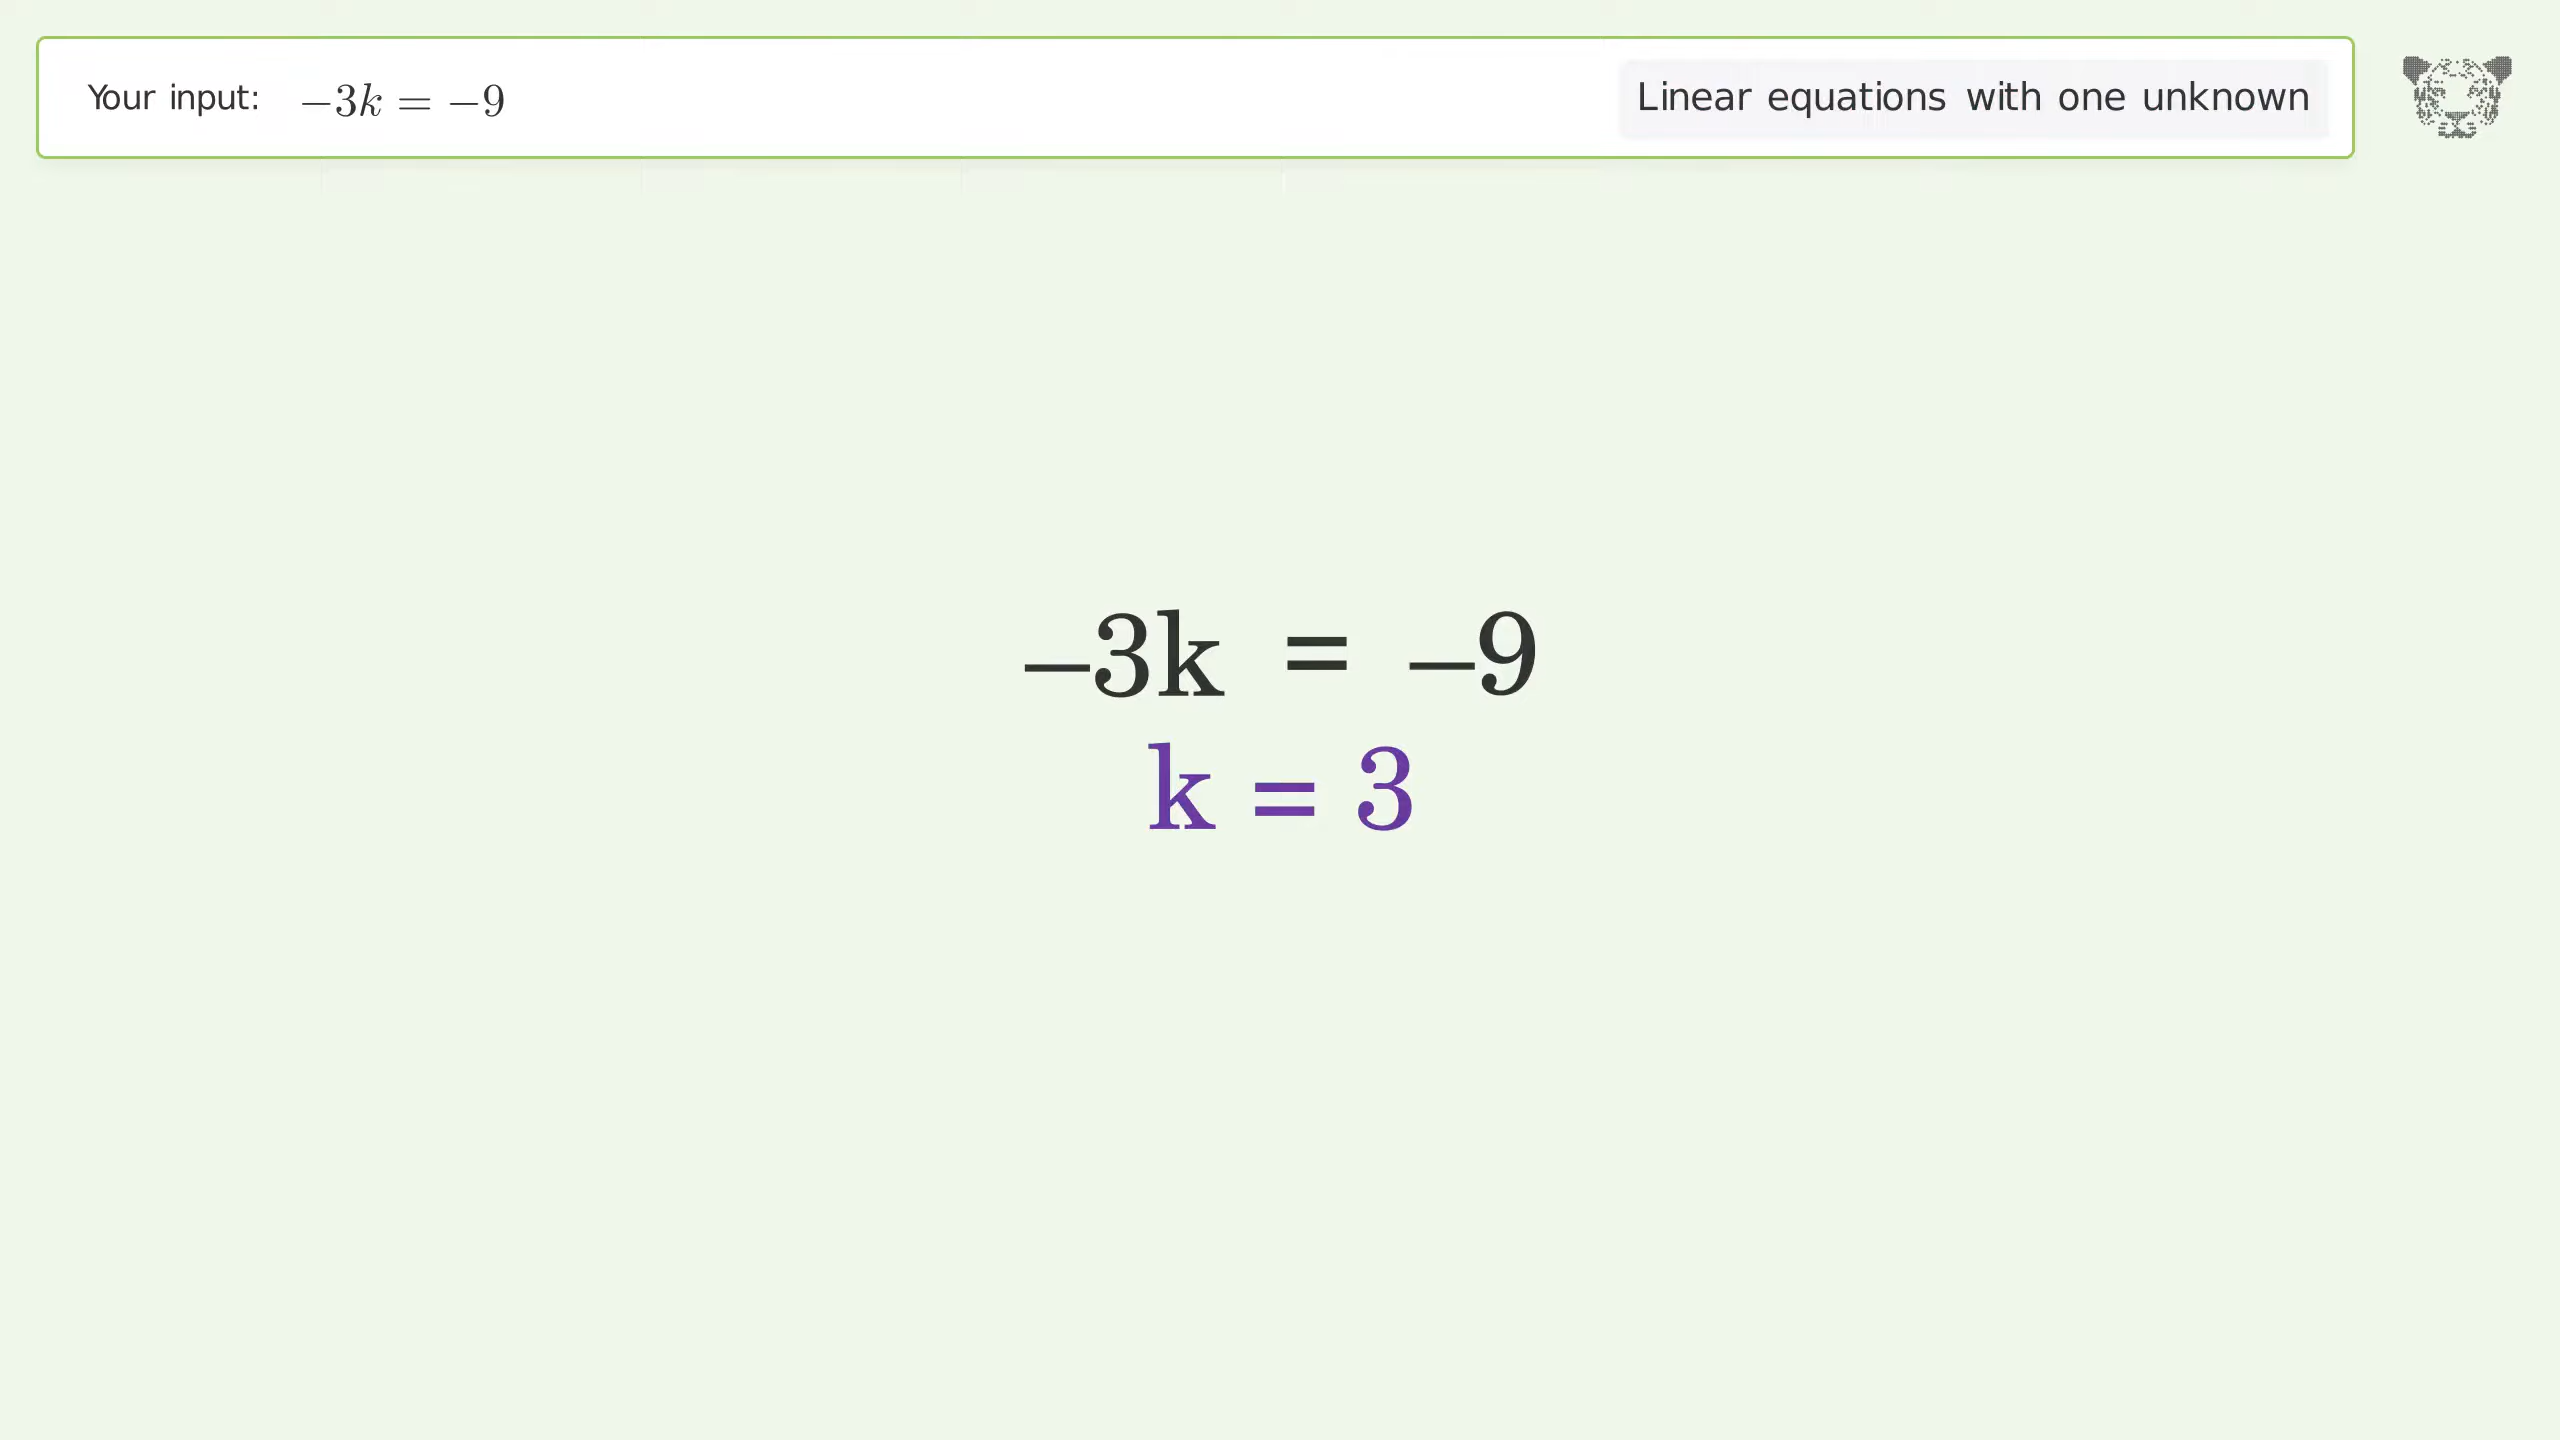 Your input: −3k = −9
Linear equations with one unknown
−3k = −9
k = 3